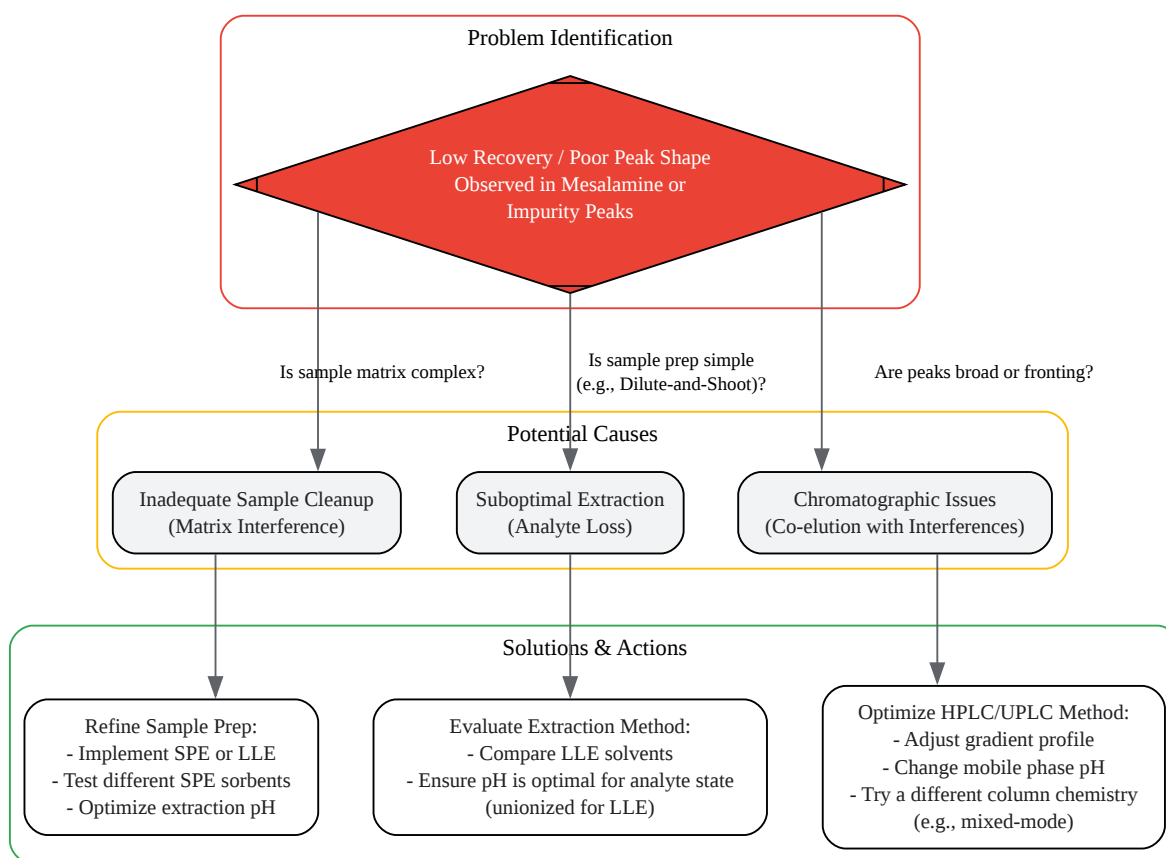 Problem Identification
Low Recovery / Poor Peak Shape
Observed in Mesalamine or
Impurity Peaks
Is sample matrix complex?
Is sample prep simple
(e.g., Dilute-and-Shoot)?
Are peaks broad or fronting?
Potential Causes
Inadequate Sample Cleanup
(Matrix Interference)
Suboptimal Extraction
(Analyte Loss)
Chromatographic Issues
(Co-elution with Interferences)
Solutions & Actions
Refine Sample Prep:
- Implement SPE or LLE
- Test different SPE sorbents
- Optimize extraction pH
Evaluate Extraction Method:
- Compare LLE solvents
- Ensure pH is optimal for analyte state
(unionized for LLE)
Optimize HPLC/UPLC Method:
- Adjust gradient profile
- Change mobile phase pH
- Try a different column chemistry
(e.g., mixed-mode)